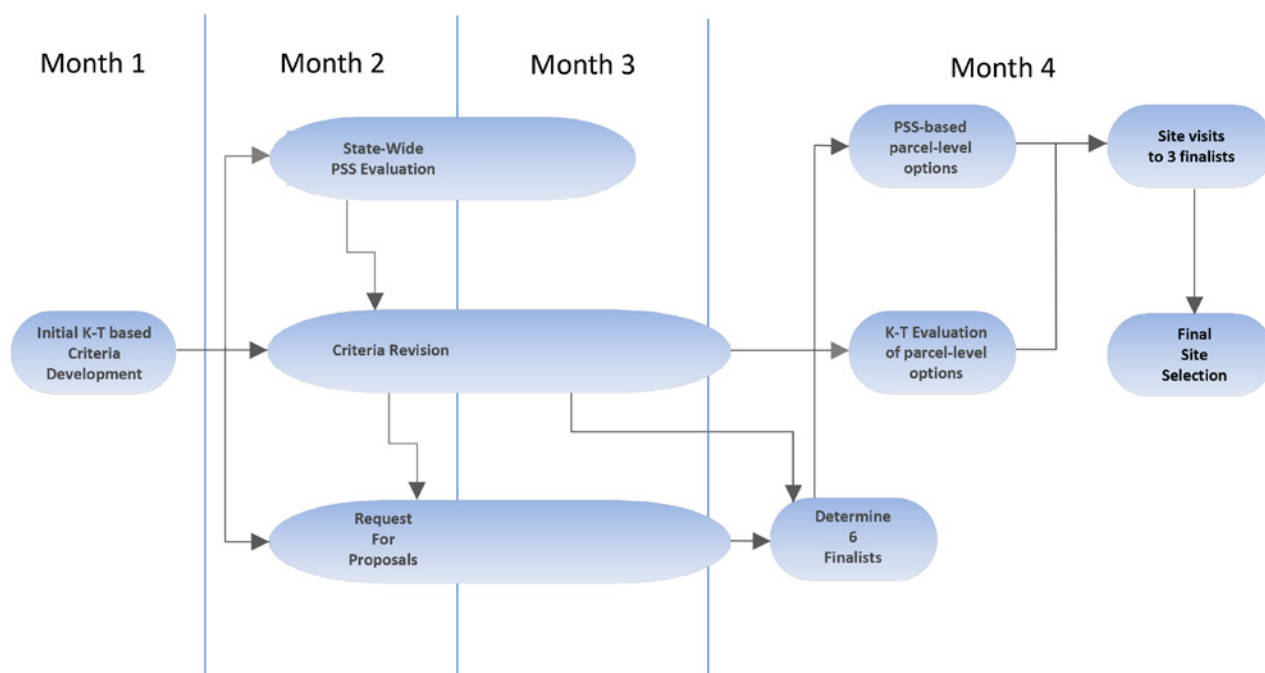 Month 1
Month 2
Month 3
Month 4
State-Wide
PSS Evaluation
PSS-based
parcel-level
options
Site visits
to 3 finalists
Initial K-T based
Criteria
Development
Criteria Revision
K-T Evaluation
of parcel-level
options
Final
Site
Selection
Request
For
Proposals
Determine
6
Finalists